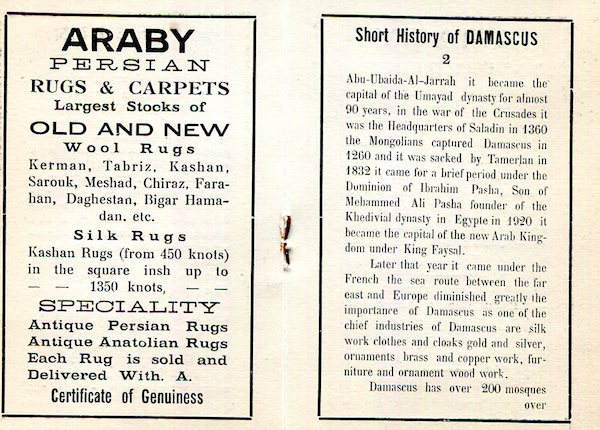 ARABY
PERSIAN
RUGS & CARPETS
Largest Stocks of
OLD AND NEW
Wool Rugs
Kerman, Tabriz, Kashan,
Sarouk, Meshad, Chiraz, Fara-
han, Daghestan, Bigar Hama-
dan. etc.
Silk Rugs
Kashan Rugs (from 450 knots)
in the square insh up to
— — 1350 knots, — —
SPECIALITY
Antique Persian Rugs
Antique Anatolian Rugs
Each Rug is sold and
Delivered With. A.
Certificate of Genuiness
Short History of DAMASCUS
2
Abu-Ubaida-Al-Jarrah it became the
capital of the Umayad dynasty for almost
90 years, in the war of the Crusades it
was the Headquarters of Saladin in 1360
the Mongolians captured Damascus in
1260 and it was sacked by Tamerlan in
1832 it came for a brief period under the
Dominion of Ibrahim Pasha, Son of
Mehammed Ali Pasha founder of the
Khedivial dynasty in Egypte in 1920 it
became the capital of the new Arab King-
dom under King Faysal.
Later that year it came under the
French the sea route between the far
east and Europe diminished greatly the
importance of Damascus as one of the
chief industries of Damascus are silk
work clothes and cloaks gold and silver,
ornaments brass and copper work, fur-
niture and ornament wood work.
Damascus has over 200 mosques
over